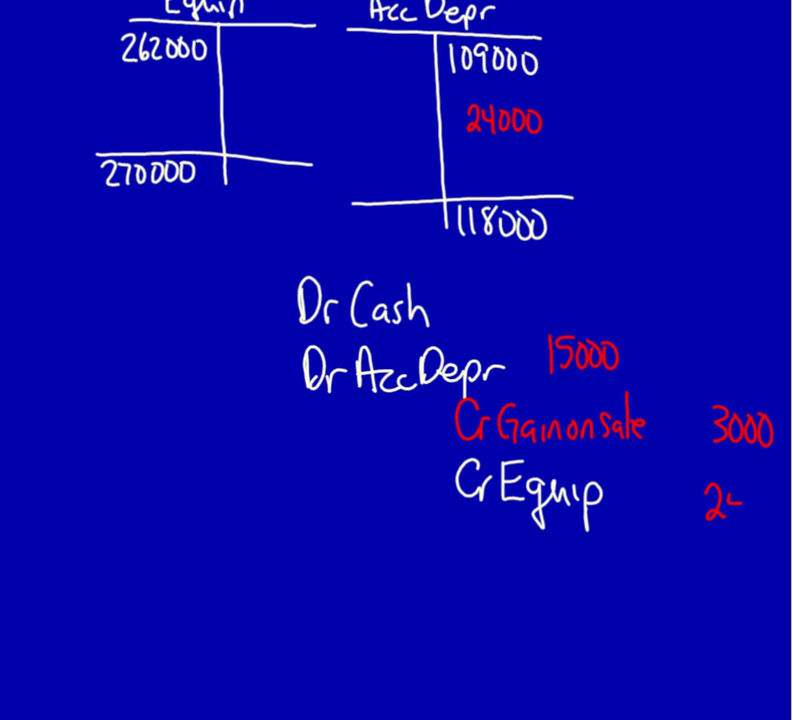 Equip Acc Depr
262000 109000
24000
270000
118000
Dr Cash
Dr Acc Depr 15000
Cr Gain on Sale 3000
Cr Equip 2